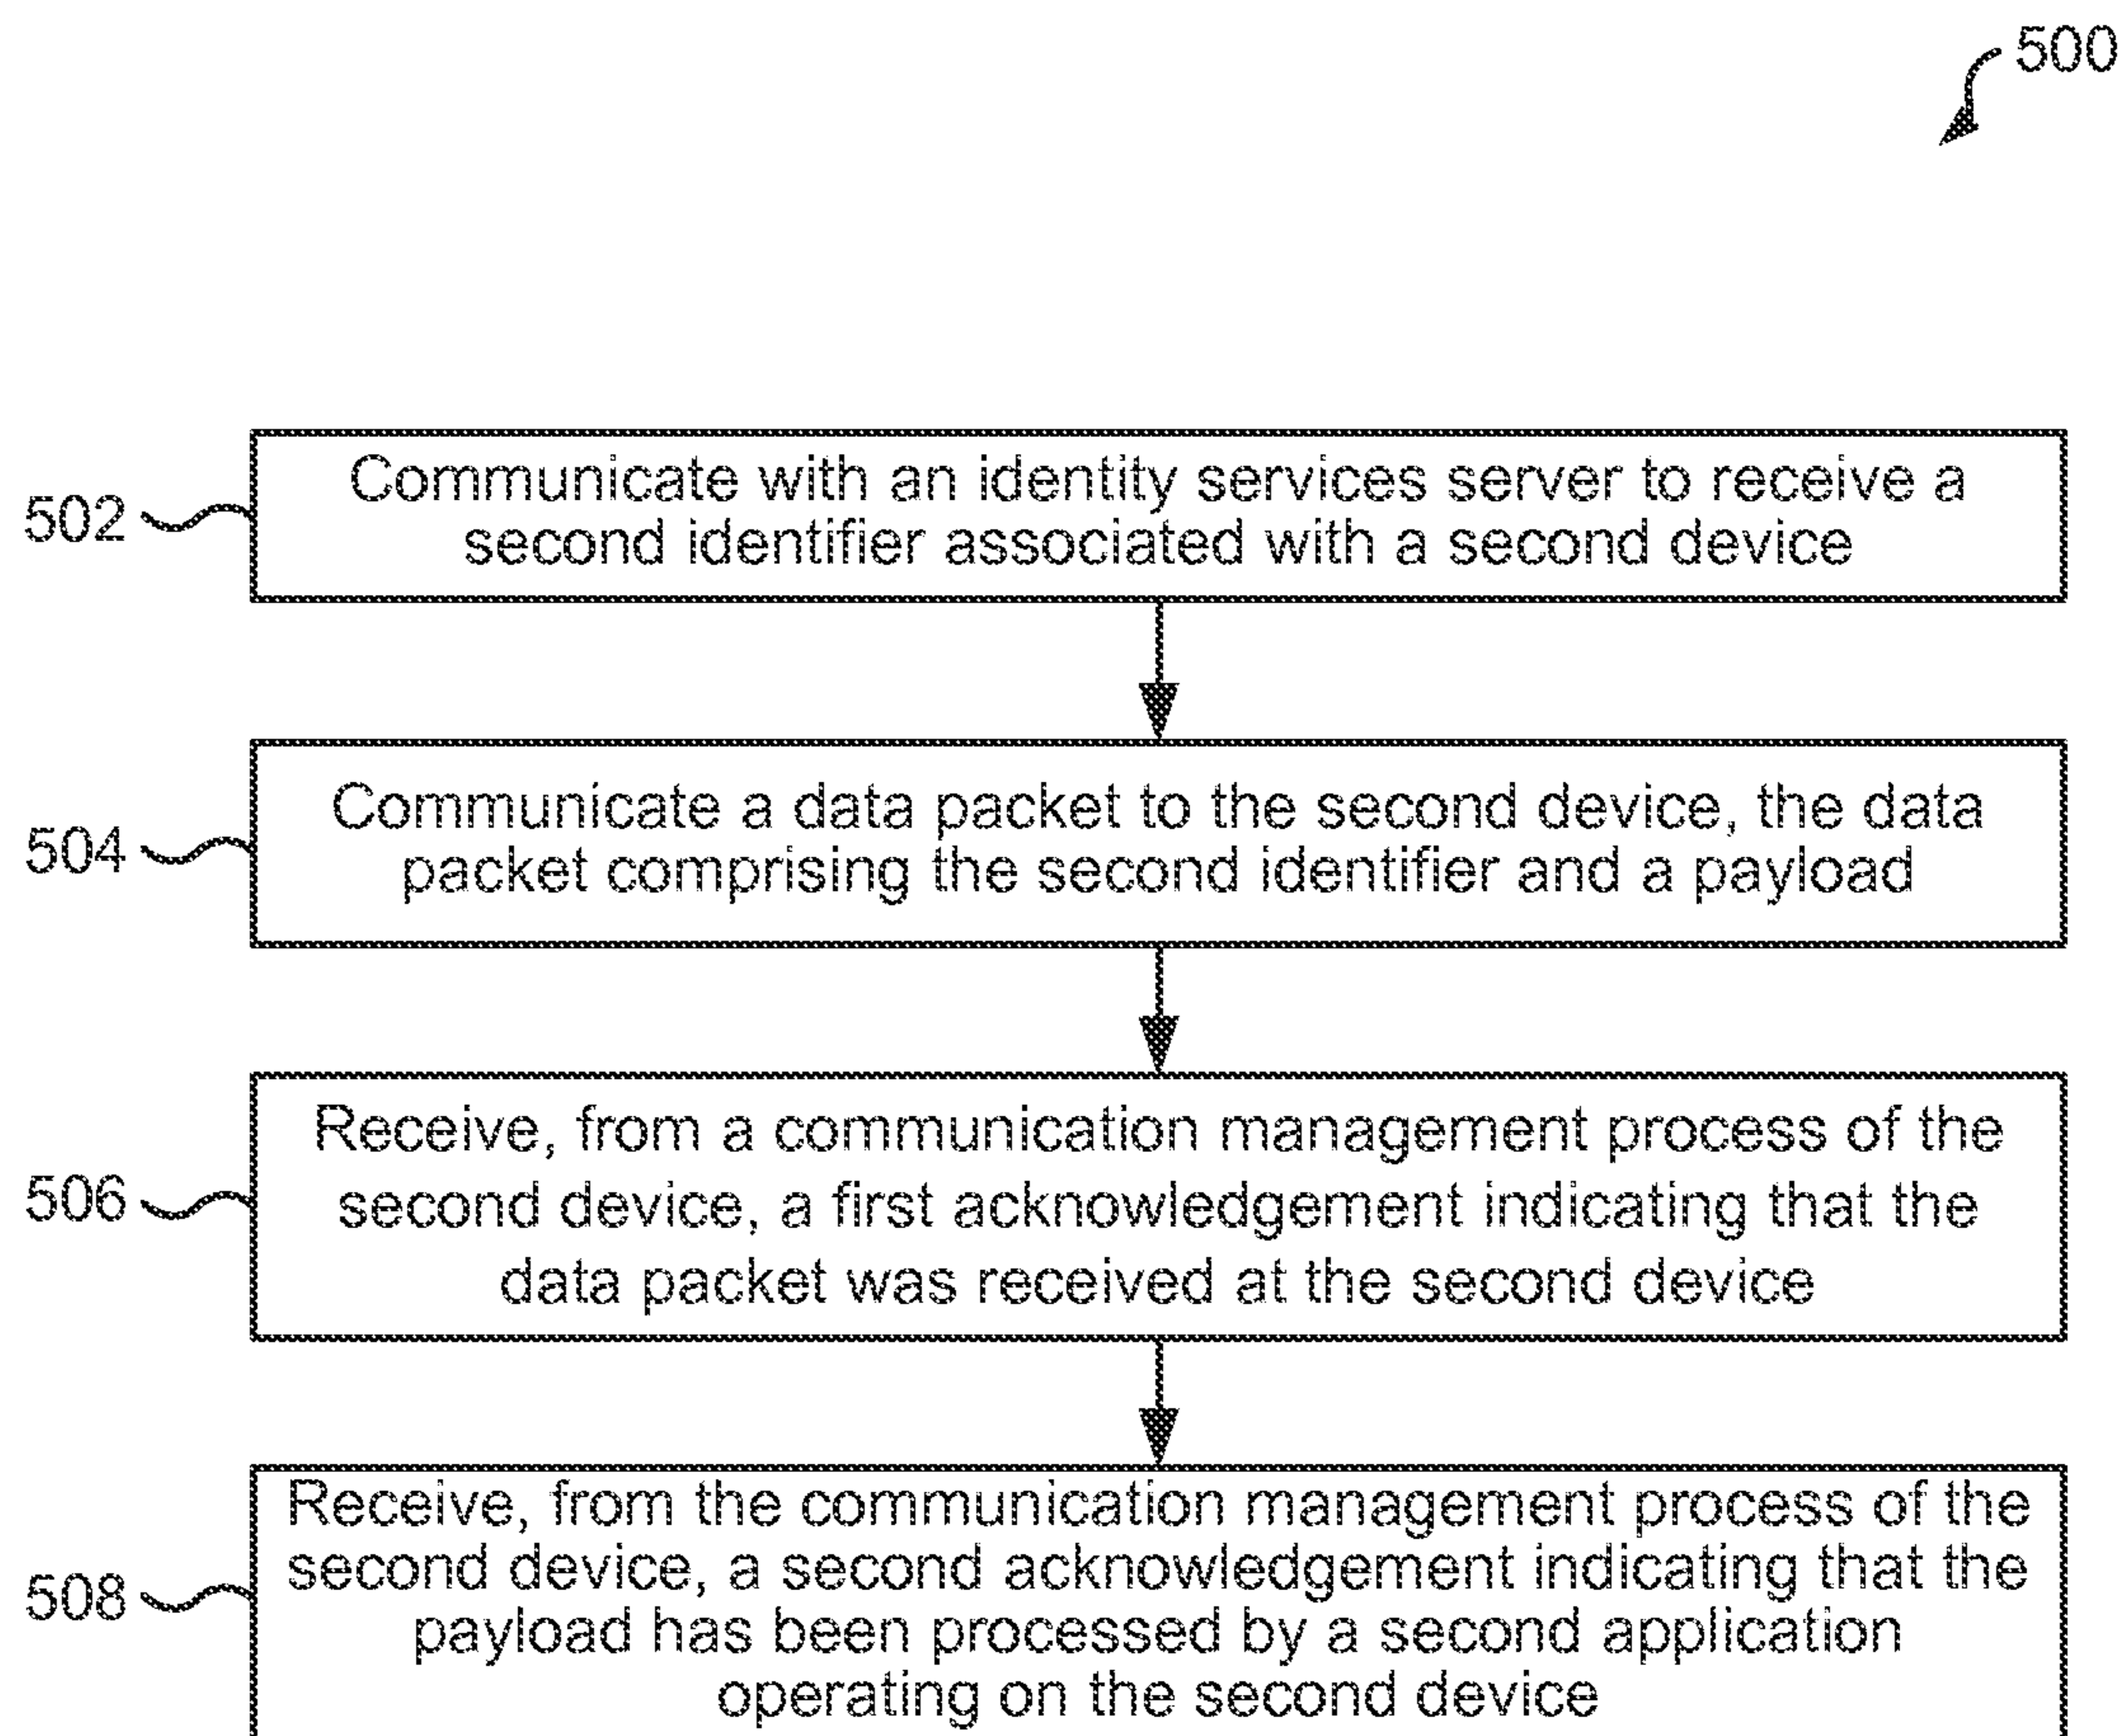 500
502
Communicate with an identity services server to receive a
second identifier associated with a second device
504
Communicate a data packet to the second device, the data
packet comprising the second identifier and a payload
506
Receive, from a communication management process of the
second device, a first acknowledgement indicating that the
data packet was received at the second device
508
Receive, from the communication management process of the
second device, a second acknowledgement indicating that the
payload has been processed by a second application
operating on the second device